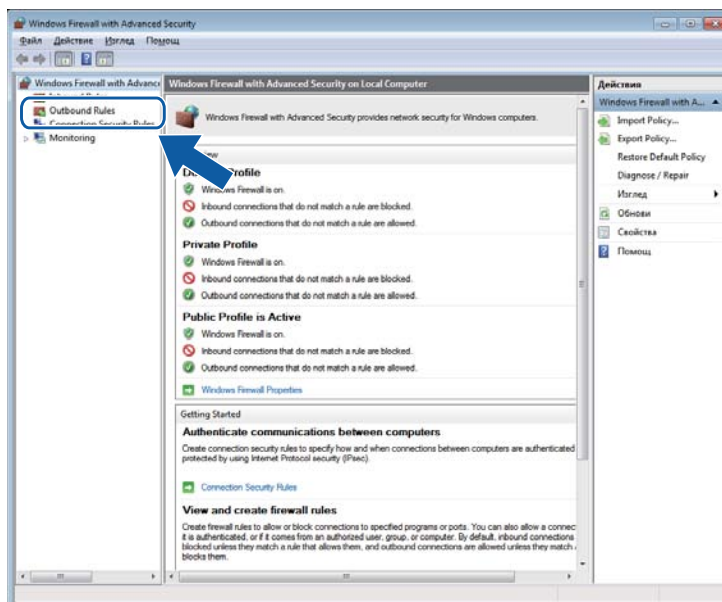 Windows Firewall with Advanced Security
Файл Действие Изглед Помощ
Windows Firewall with Advance
Inbound Rules
Outbound Rules
Connection Security Rules
Monitoring
Windows Firewall with Advanced Security on Local Computer
Windows Firewall with Advanced Security provides network security for Windows computers.
Profile
Windows Firewall is on.
Inbound connections that do not match a rule are blocked.
Outbound connections that do not match a rule are allowed.
Private Profile
Windows Firewall is on.
Inbound connections that do not match a rule are blocked.
Outbound connections that do not match a rule are allowed.
Public Profile is Active
Windows Firewall is on.
Inbound connections that do not match a rule are blocked.
Outbound connections that do not match a rule are allowed.
Windows Firewall Properties
Getting Started
Authenticate communications between computers
Create connection security rules to specify how and when connections between computers are authenticated
protected by using Internet Protocol security (IPsec).
Connection Security Rules
View and create firewall rules
Create firewall rules to allow or block connections to specified programs or ports. You can also allow a connec
it is authenticated, or if it comes from an authorized user, group, or computer. By default, inbound connections
blocked unless they match a rule that allows them, and outbound connections are allowed unless they match
blocks them.
Действия
Windows Firewall with A...
Import Policy...
Export Policy...
Restore Default Policy
Diagnose / Repair
Изглед
Обнови
Свойства
Помощ